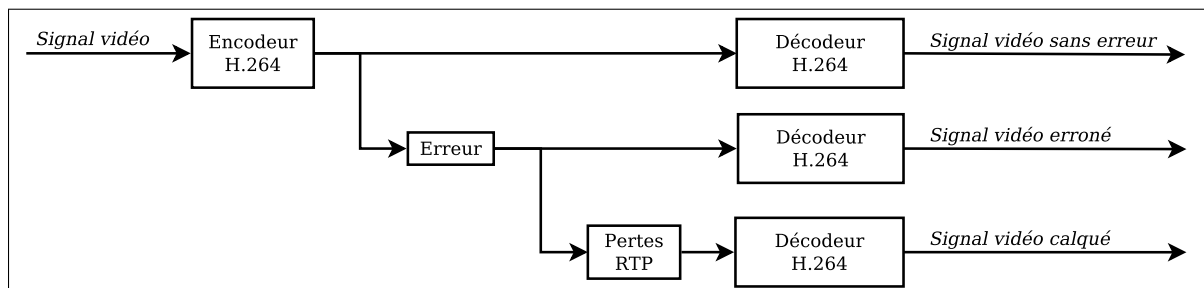 Signal vidéo
Encodeur
H.264
Décodeur
H.264
Signal vidéo sans erreur
Erreur
Décodeur
H.264
Signal vidéo erroné
Pertes
RTP
Décodeur
H.264
Signal vidéo calqué